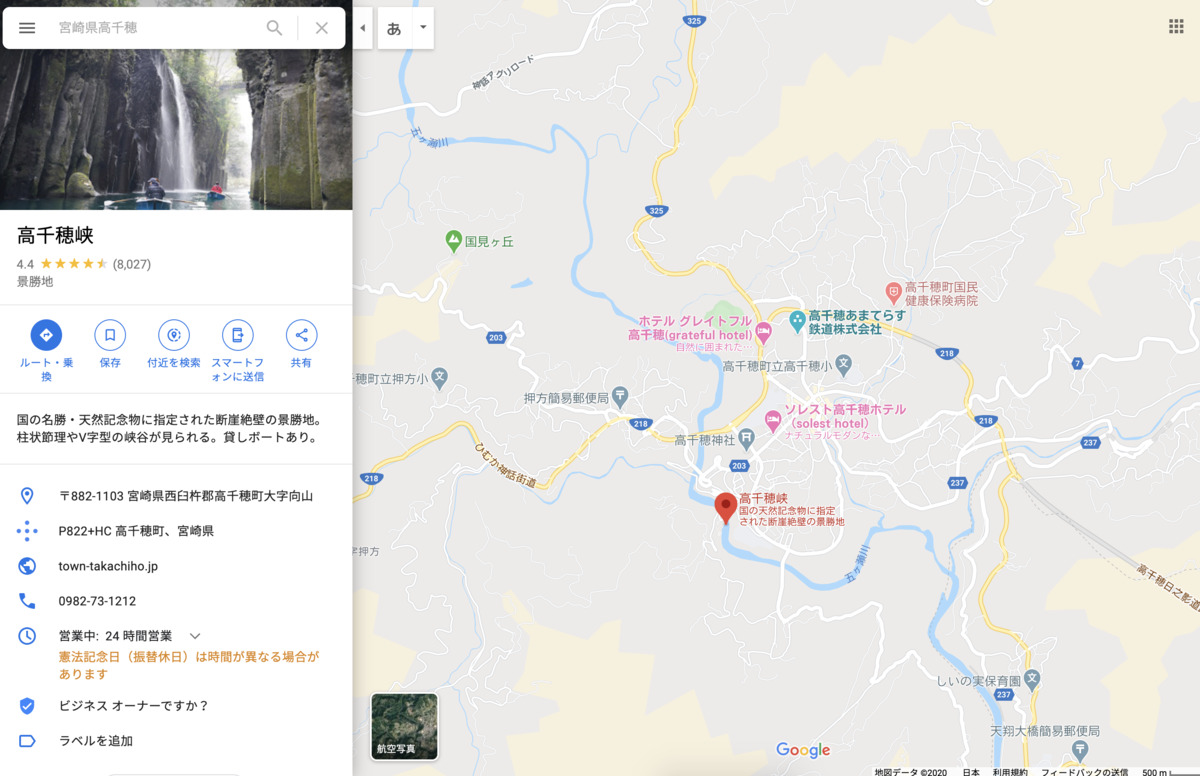 宮崎県高千穂
あ
高千穂峡
4.4 (8,027)
景勝地
ルート・乗
換
保存
付近を検索
スマートフ
ォンに送信
共有
国の名勝・天然記念物に指定された断崖絶壁の景勝地。
柱状節理やV字型の峡谷が見られる。貸しボートあり。
〒882-1103 宮崎県西臼杵郡高千穂町大字向山
P822+HC 高千穂町、宮崎県
town-takachiho.jp
0982-73-1212
営業中: 24 時間営業
憲法記念日（振替休日）は時間が異なる場合が
あります
ビジネス オーナーですか？
ラベルを追加
325
神話アグリロード
五ヶ瀬川
325
国見ヶ丘
高千穂町国民
健康保険病院
ホテル グレイトフル
高千穂(grateful hotel)
自然に囲まれた…
高千穂あまてらす
鉄道株式会社
203
218
7
穂町立押方小
高千穂町立高千穂小
押方簡易郵便局
218
ソレスト高千穂ホテル
（solest hotel）
ナチュラルモダンな…
218
237
高千穂神社
ひむか神話街道
203
218
237
高千穂峡
国の天然記念物に指定
された断崖絶壁の景勝地
字押方
五ヶ瀬川
高千穂日之影道
しいの実保育園
237
天翔大橋簡易郵便局
航空写真
Google
地図データ ©2020 日本 利用規約 フィードバックの送信 500 m